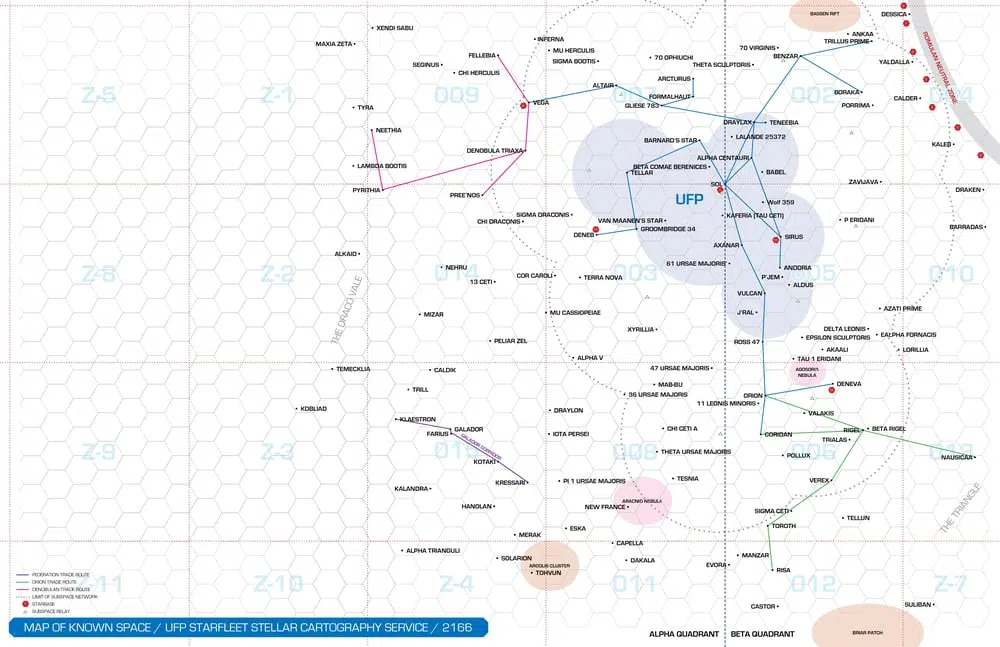 XENDI SABU
MAXIA ZETA
INFERNA
MU HERCULIS
FELLEBIA
SEGINUS
CHI HERCULIS
SIGMA BOOTIS
70 OPHIUCHI
THETA SCULPTORIS
70 VIRGINIS
BENZAR
BASSEN RIFT
DESSICA
ANKAA
TRILLUS PRIME
YALDALLA
ROMULAN NEUTRAL ZONE
Z-5
Z-1
009
002
ALTAIR
ARCTURUS
FORMALHAUT
GLIESE 783
BORAKA
PORRIMA
CALDER
TYRA
VEGA
NEETHIA
DRAYLAX
TENEEBIA
LALANDE 25372
BARNARD'S STAR
KALEB
DENOBULA TRIAXA
ALPHA CENTAURI
LAMBDA BOOTIS
BETA COMAE BERENICES
TELLAR
BABEL
PYRITHIA
PREE'NOS
SOL
ZAVIJAVA
DRAKEN
UFP
Wolf 359
SIGMA DRACONIS
CHI DRACONIS
VAN MAANEN'S STAR
GROOMBRIDGE 34
KAFERIA (TAU CETI)
P ERIDANI
BARRADAS
DENEB
SIRUS
AXANAR
ALKAID
NEHRU
61 URSAE MAJORIS
ANDORIA
Z-2
014
003
005
010
COR CAROLI
TERRA NOVA
P'JEM
ALDUS
13 CETI
VULCAN
THE DRACO VALE
MIZAR
MU CASSIOPEIAE
J'RAL
AZATI PRIME
XYRILLIA
DELTA LEONIS
EPSILON SCULPTORIS
EALPHA FORNACIS
PELIAR ZEL
ROSS 47
AKAALI
LORILLIA
ALPHA V
TAU 1 ERIDANI
TEMECKLIA
CALDIK
47 URSAE MAJORIS
AGOSORIA
NEBULA
TRILL
MAB-BU
36 URSAE MAJORIS
ORION
DENEVA
KOBLIAD
DRAYLON
11 LEONIS MINORIS
VALAKIS
KLAESTRON
GALADOR
FARIUS
IOTA PERSEI
CHI CETI A
CORIDAN
RIGEL
BETA RIGEL
TRIALAS
GALADOR CORRIDOR
Z-9
Z-3
015
008
006
THETA URSAE MAJORIS
POLLUX
NAUSICAA
KOTAKI
KRESSARI
PI 1 URSAE MAJORIS
TESNIA
VEREX
KALANDRA
ARACHID NEBULA
HANOLAN
NEW FRANCE
SIGMA CETI
TELLUN
THE TRIANGLE
ESKA
TOROTH
MERAK
CAPELLA
ALPHA TRIANGULI
SOLARION
ARGOLIS CLUSTER
TOHVUN
DAKALA
MANZAR
EVORA
RISA
Z-11
Z-10
Z-4
011
012
Z-7
FEDERATION TRADE ROUTE
ORION TRADE ROUTE
DENOBULAN TRADE ROUTE
LIMIT OF SUBSPACE NETWORK
STARBASE
SUBSPACE RELAY
CASTOR
SULIBAN
MAP OF KNOWN SPACE / UFP STARFLEET STELLAR CARTOGRAPHY SERVICE / 2166
ALPHA QUADRANT
BETA QUADRANT
BRIAR PATCH